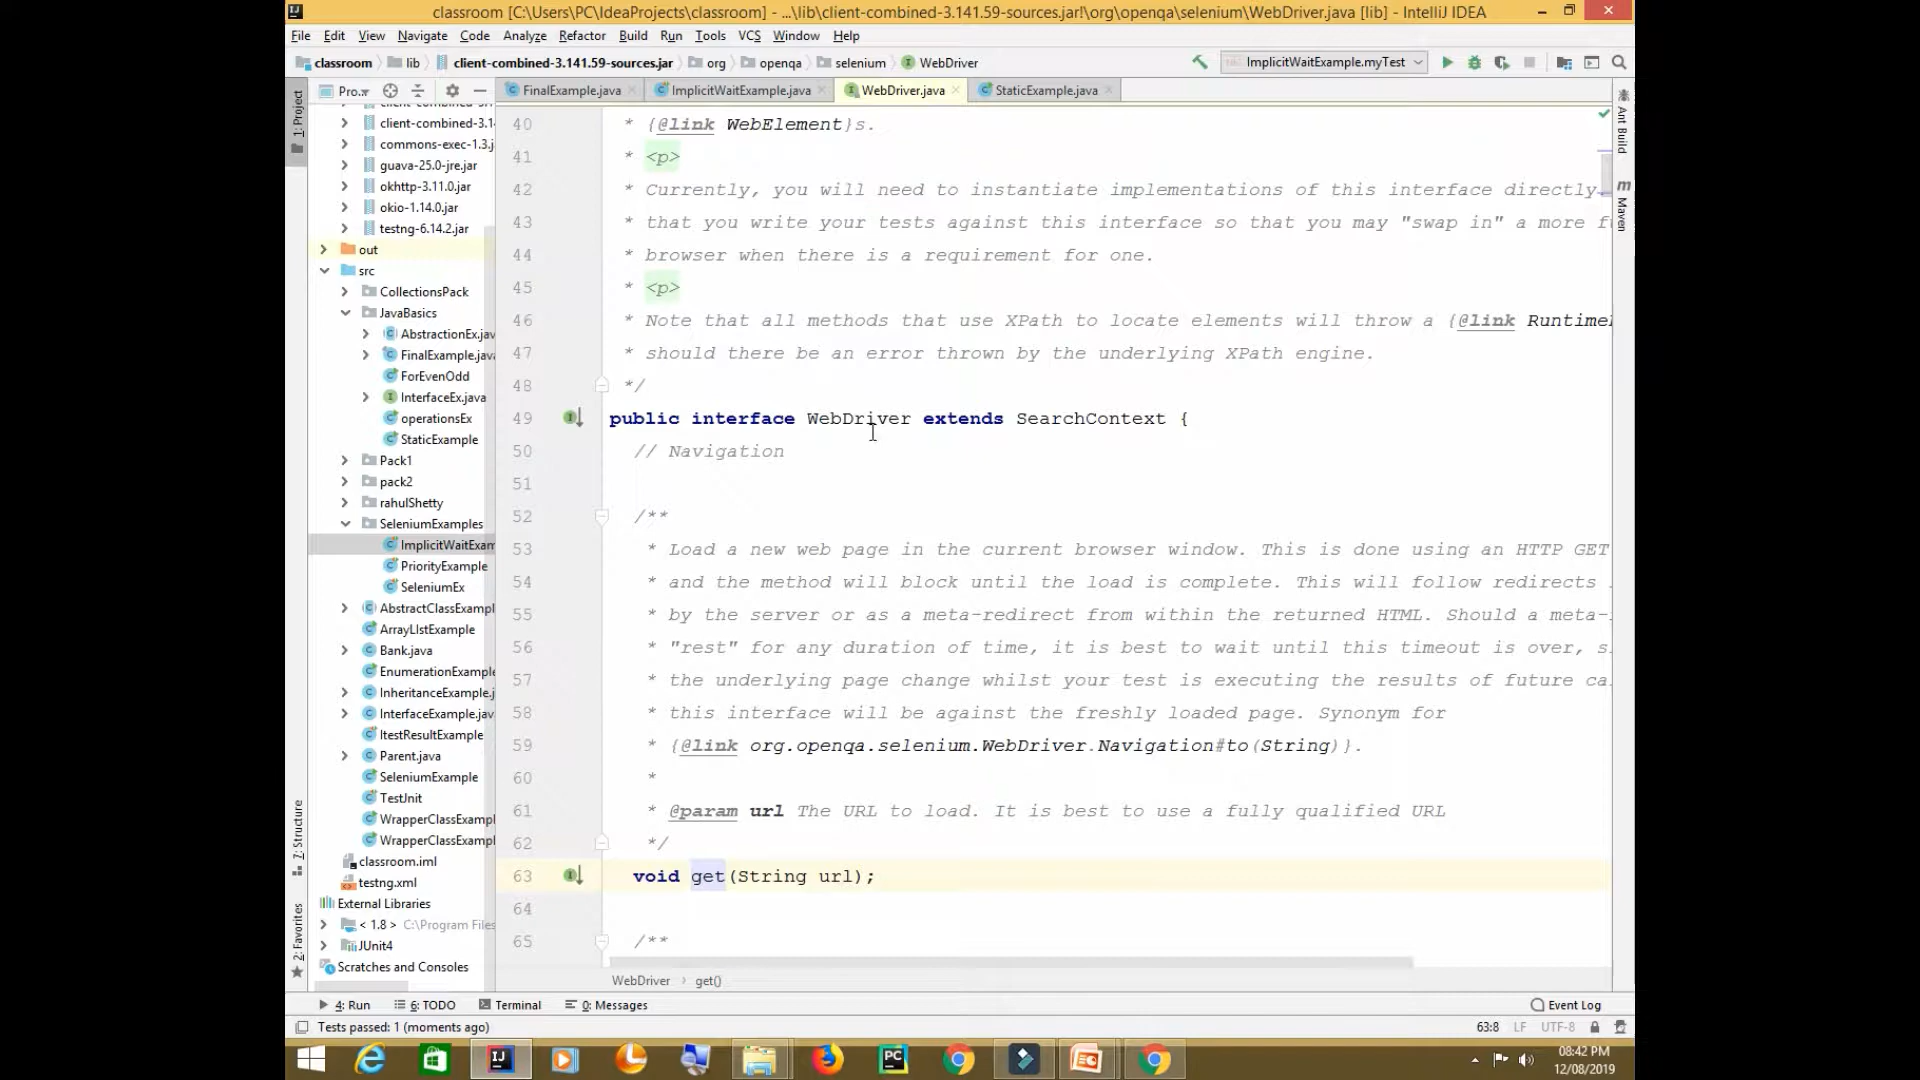 classroom [C:\Users\PC\IdeaProjects\classroom] - ...\lib\client-combined-3.141.59-sources.jar!\org\openqa\selenium\WebDriver.java [lib] - IntelliJ IDEA
File Edit View Navigate Code Analyze Refactor Build Run Tools VCS Window Help
classroom lib client-combined-3.141.59-sources.jar org openqa selenium WebDriver ImplicitWaitExample.myTest
1: Project
Pro...
FinalExample.java ImplicitWaitExample.java WebDriver.java StaticExample.java
commons-exec-1.3.j
guava-25.0-jre.jar
okhttp-3.11.0.jar
okio-1.14.0.jar
testng-6.14.2.jar
out
src
CollectionsPack
JavaBasics
AbstractionEx.jav
FinalExample.java
ForEvenOdd
InterfaceEx.java
operationsEx
StaticExample
Pack1
pack2
rahulShetty
SeleniumExamples
ImplicitWaitExam
PriorityExample
SeleniumEx
AbstractClassExampl
ArrayLIstExample
Bank.java
EnumerationExample
InheritanceExample.j
InterfaceExample.java
ItestResultExample
Parent.java
SeleniumExample
TestJnit
WrapperClassExampl
WrapperClassExampl
classroom.iml
testng.xml
External Libraries
< 1.8 > C:\Program Files
JUnit4
Scratches and Consoles
7: Structure
2: Favorites
40 * {@link WebElement}s.
41 * <p>
42 * Currently, you will need to instantiate implementations of this interface directly.
43 * that you write your tests against this interface so that you may "swap in" a more f
44 * browser when there is a requirement for one.
45 * <p>
46 * Note that all methods that use XPath to locate elements will throw a {@link Runtime
47 * should there be an error thrown by the underlying XPath engine.
48 */
49 public interface WebDriver extends SearchContext {
50 // Navigation
51
52 /**
53 * Load a new web page in the current browser window. This is done using an HTTP GET
54 * and the method will block until the load is complete. This will follow redirects
55 * by the server or as a meta-redirect from within the returned HTML. Should a meta-
56 * "rest" for any duration of time, it is best to wait until this timeout is over, s
57 * the underlying page change whilst your test is executing the results of future ca
58 * this interface will be against the freshly loaded page. Synonym for
59 * {@link org.openqa.selenium.WebDriver.Navigation#to(String)}.
60 *
61 * @param url The URL to load. It is best to use a fully qualified URL
62 */
63 void get(String url);
64
65 /**
WebDriver > get()
Ant Build
Maven
4: Run 6: TODO Terminal 0: Messages Event Log
Tests passed: 1 (moments ago) 63:8 LF UTF-8
08:42 PM
12/08/2019